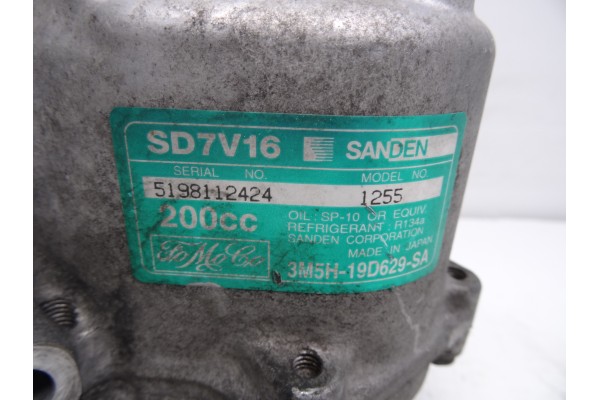 SD7V16 SANDEN
SERIAL NO. MODEL NO.
5198112424 1255
200cc OIL: SP-10 OR EQUIV.
REFRIGERANT : R134a
SANDEN CORPORATION
MADE IN JAPAN
3M5H-19D629-SA